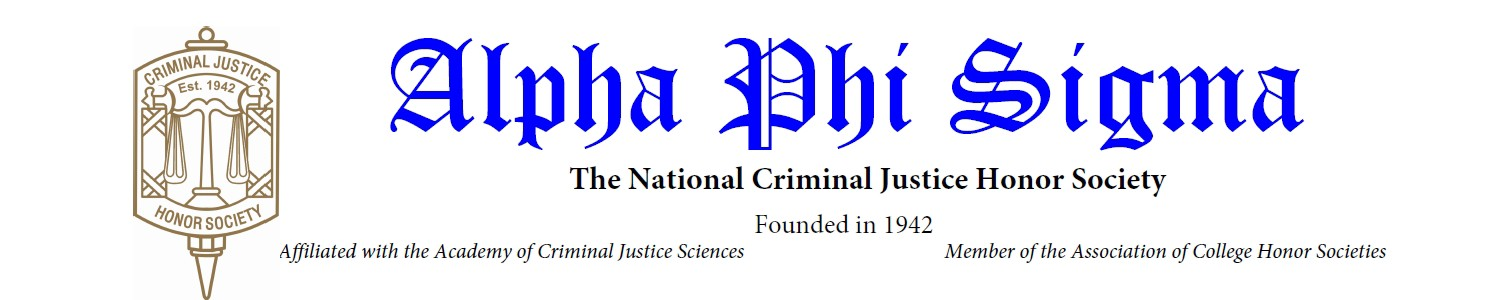 CRIMINAL JUSTICE
Est. 1942
HONOR SOCIETY
Alpha Phi Sigma
The National Criminal Justice Honor Society
Founded in 1942
Affiliated with the Academy of Criminal Justice Sciences
Member of the Association of College Honor Societies